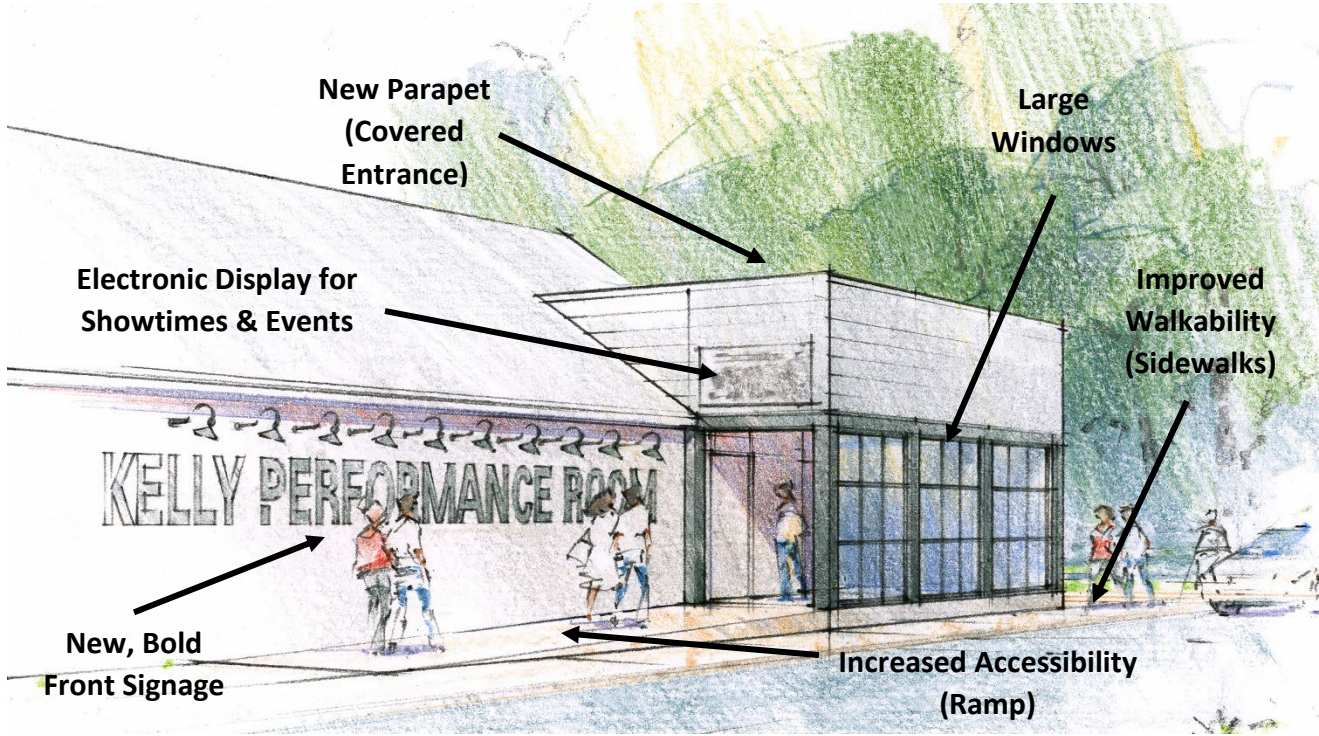 New Parapet
(Covered
Entrance)
Large
Windows
Electronic Display for
Showtimes & Events
Improved
Walkability
(Sidewalks)
KELLY PERFORMANCE ROOM
New, Bold
Front Signage
Increased Accessibility
(Ramp)